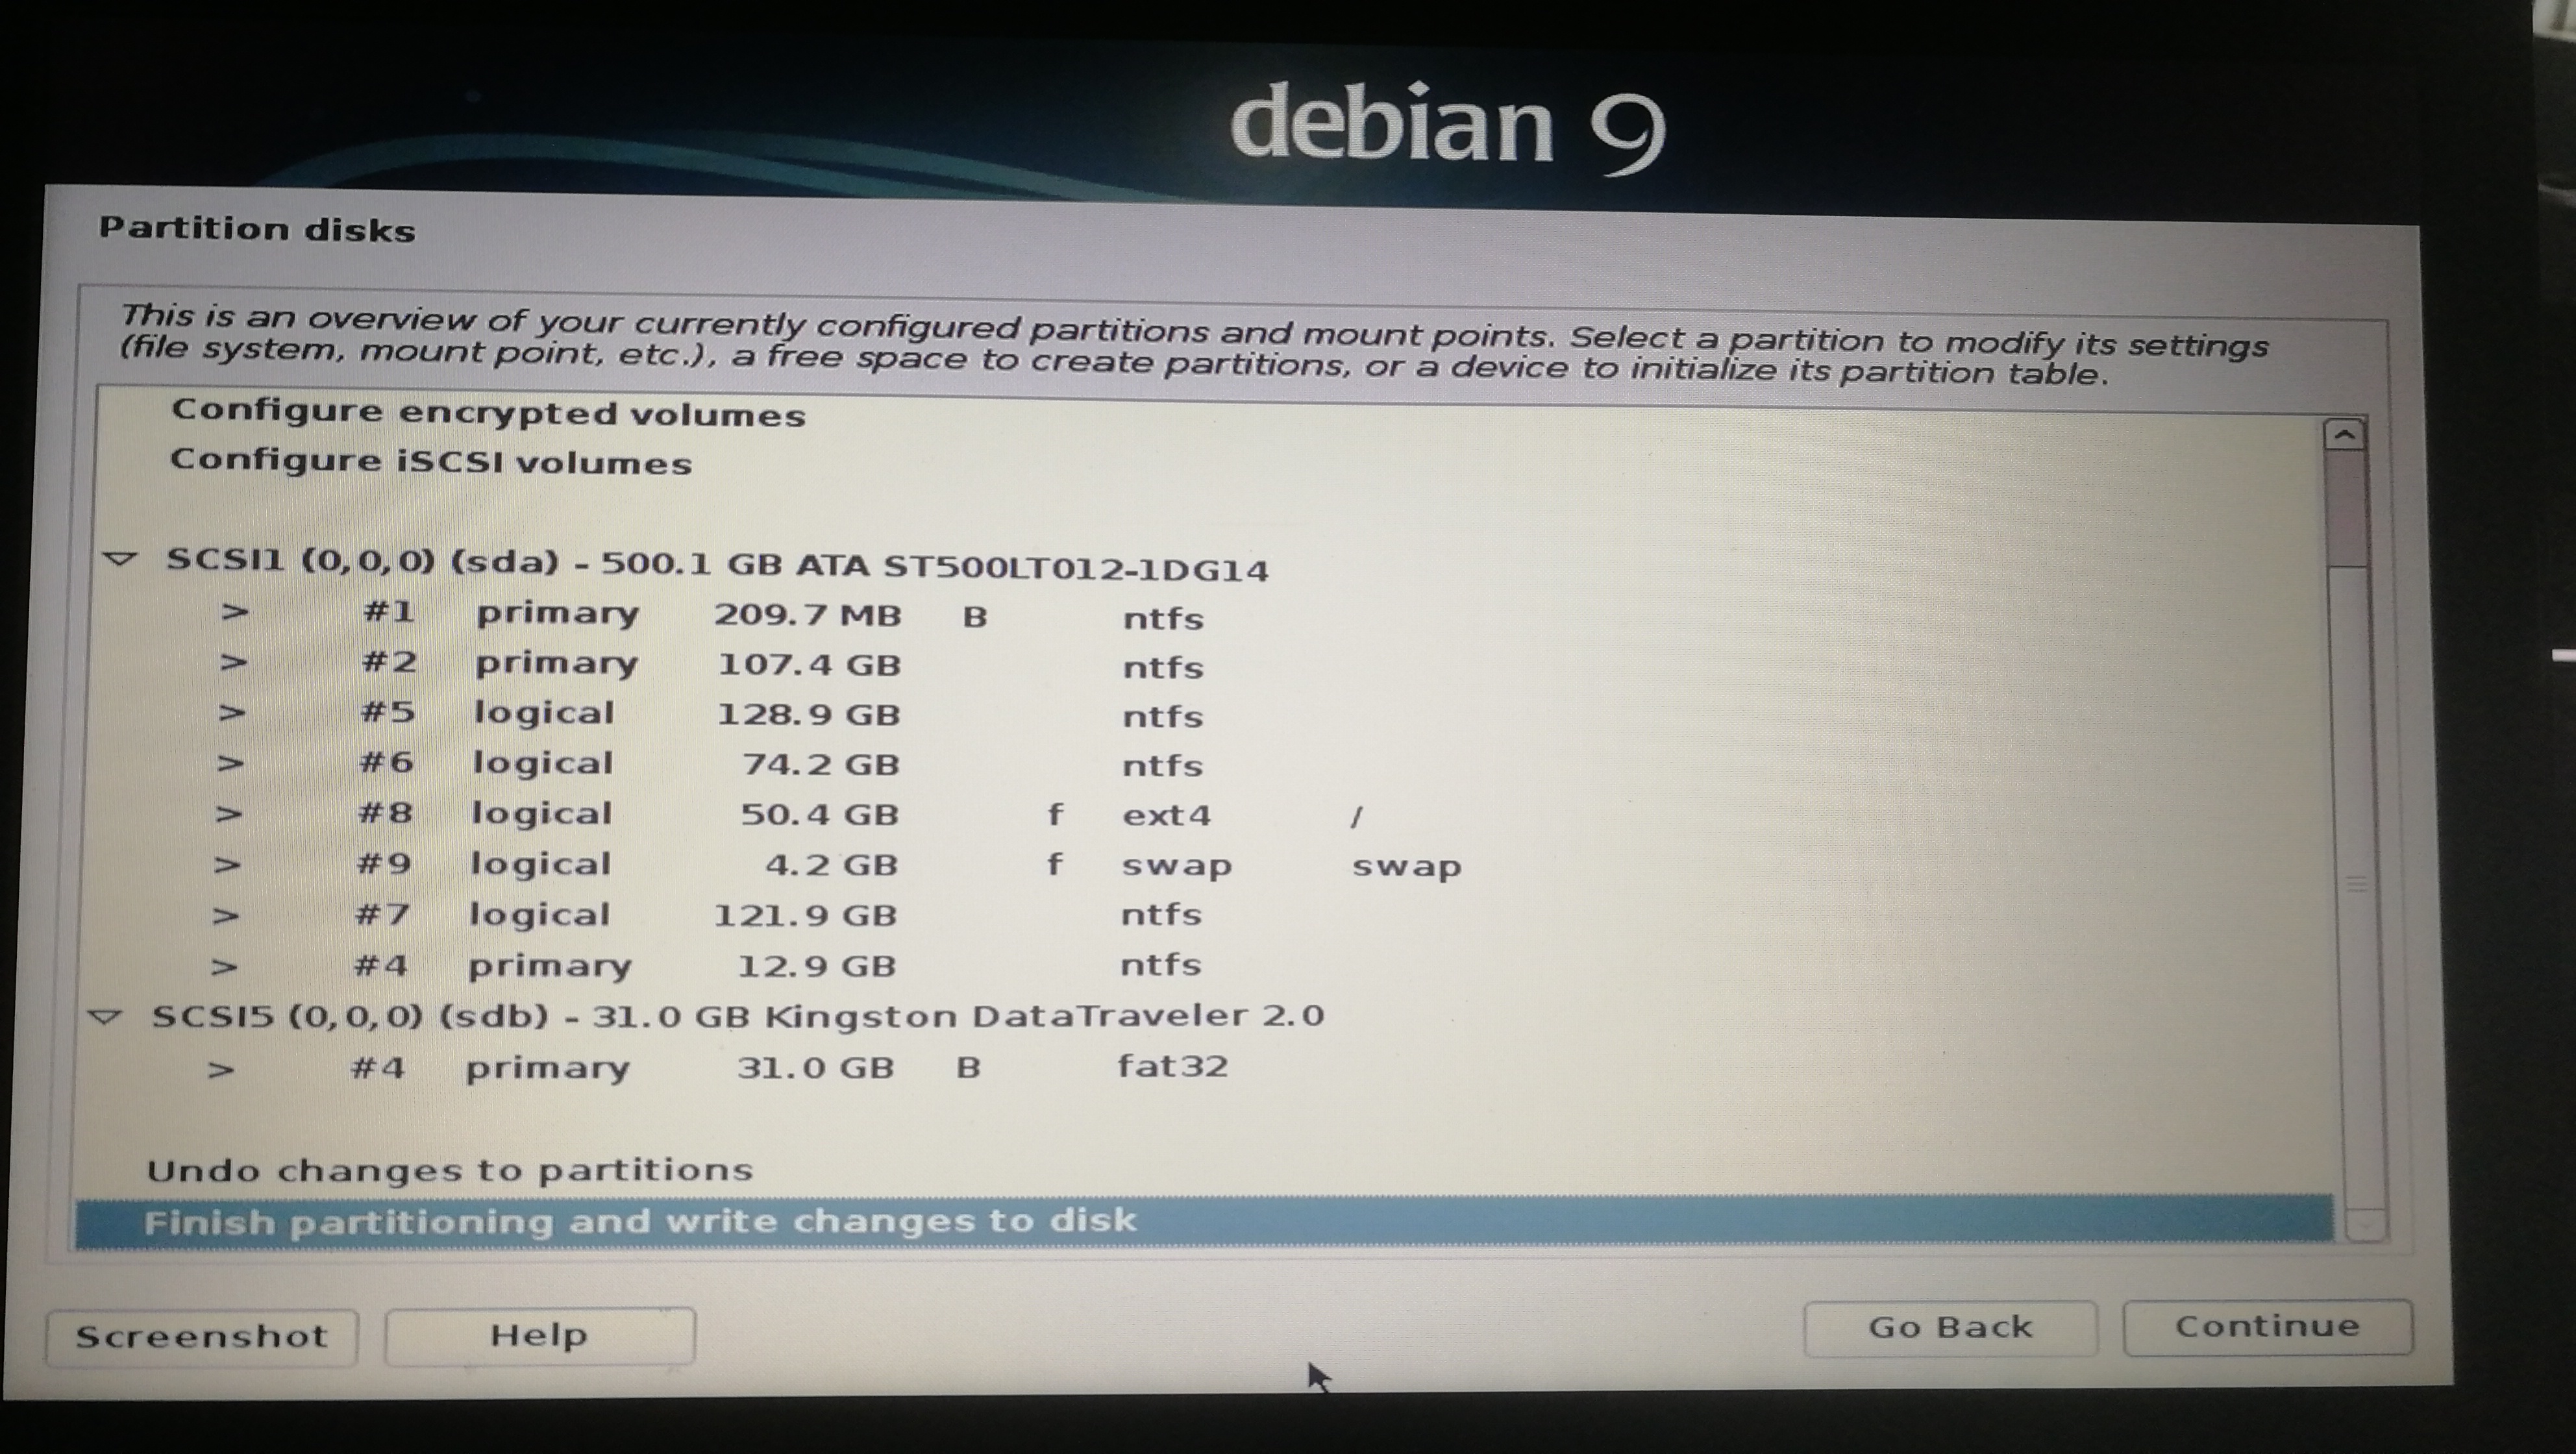 debian 9
Partition disks
This is an overview of your currently configured partitions and mount points. Select a partition to modify its settings
(file system, mount point, etc.), a free space to create partitions, or a device to initialize its partition table.
Configure encrypted volumes
Configure iSCSI volumes
SCSI1 (0,0,0) (sda) - 500.1 GB ATA ST500LT012-1DG14
> #1 primary 209.7 MB B ntfs
> #2 primary 107.4 GB ntfs
> #5 logical 128.9 GB ntfs
> #6 logical 74.2 GB ntfs
> #8 logical 50.4 GB f ext4 /
> #9 logical 4.2 GB f swap swap
> #7 logical 121.9 GB ntfs
> #4 primary 12.9 GB ntfs
SCSI5 (0,0,0) (sdb) - 31.0 GB Kingston DataTraveler 2.0
> #4 primary 31.0 GB B fat32
Undo changes to partitions
Finish partitioning and write changes to disk
Screenshot Help Go Back Continue